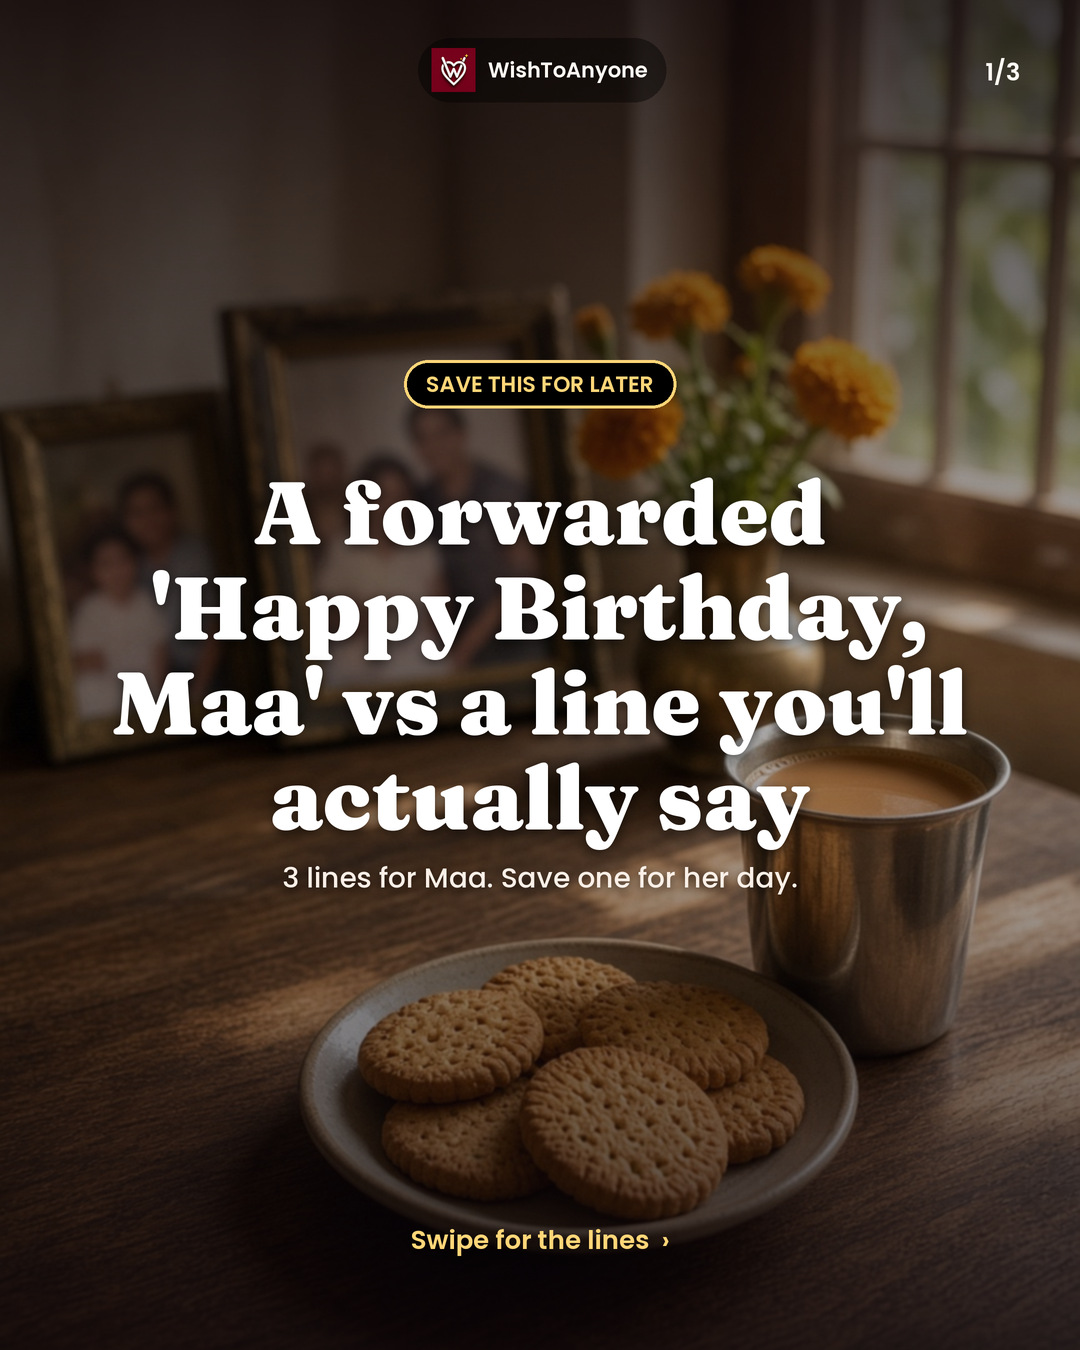 WishToAnyone
1/3
SAVE THIS FOR LATER
A forwarded
'Happy Birthday,
Maa' vs a line you'll
actually say
3 lines for Maa. Save one for her day.
Swipe for the lines ›